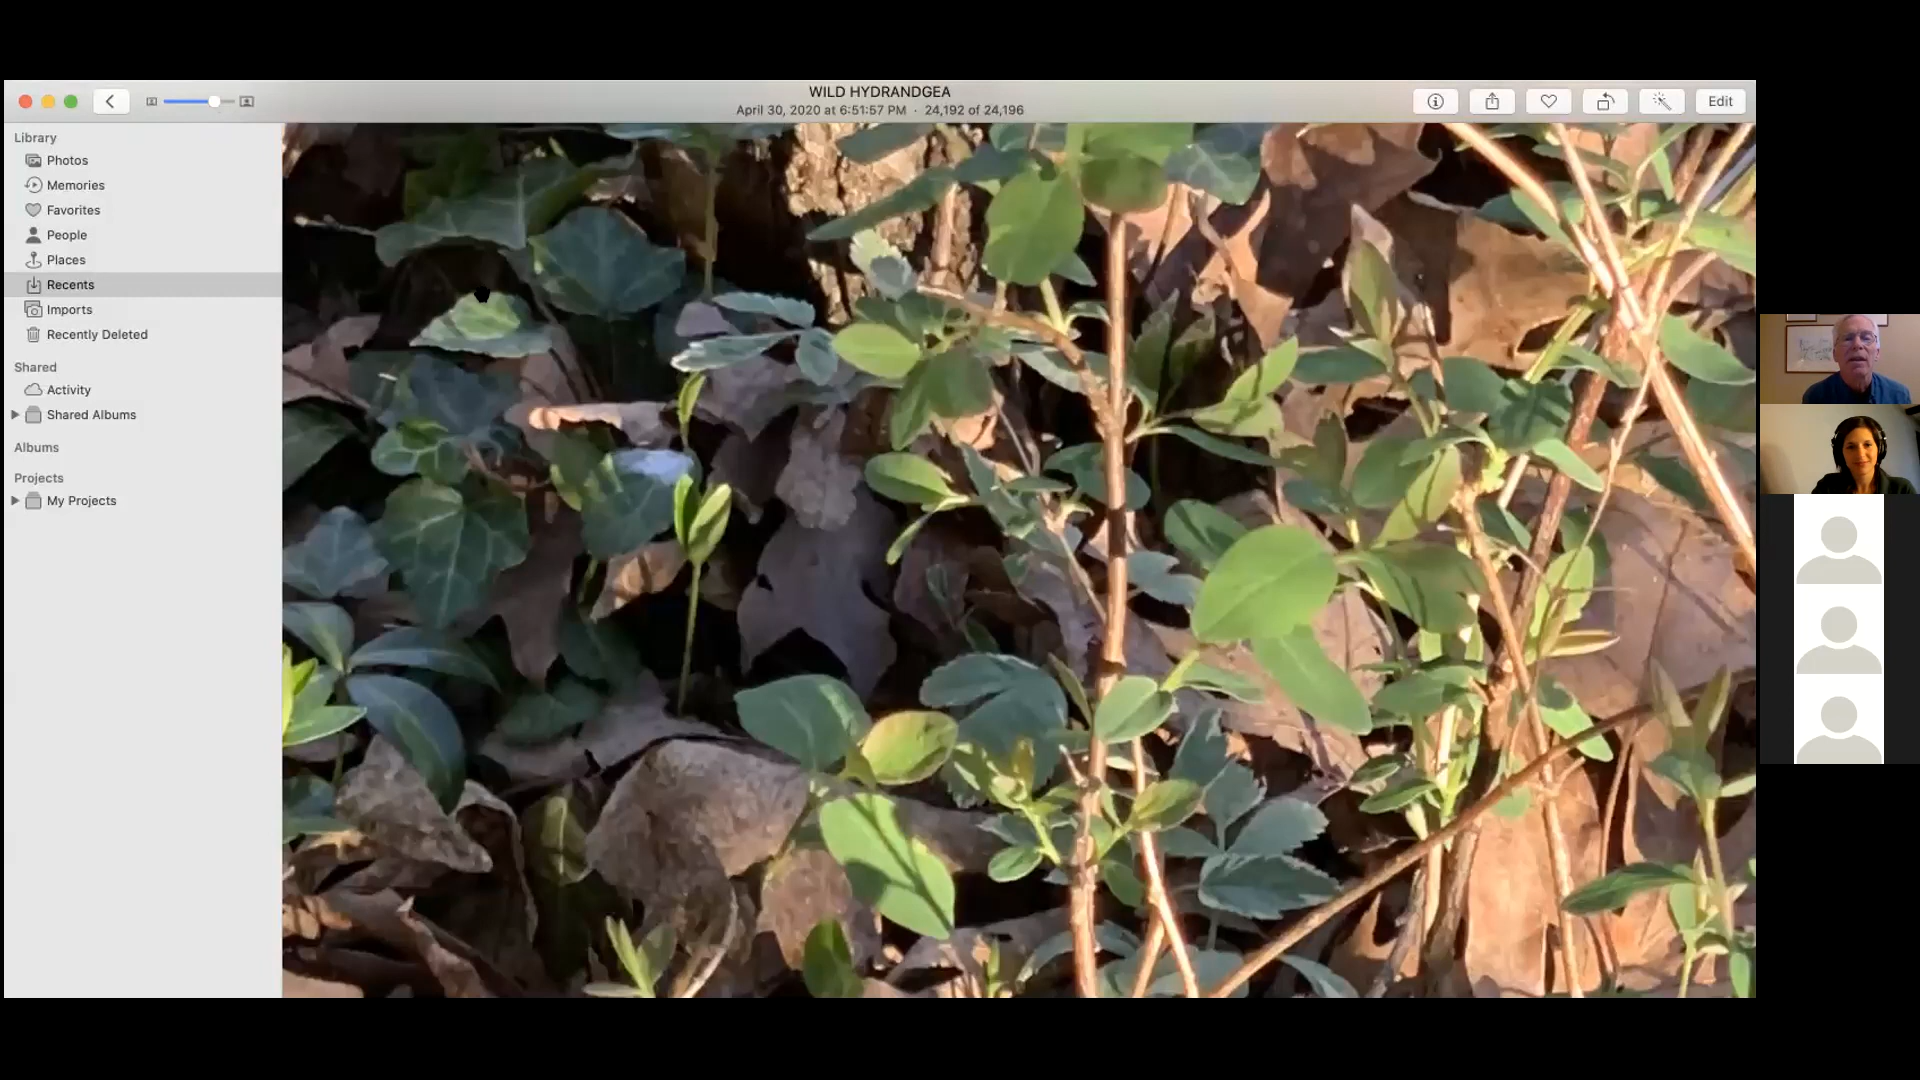 WILD HYDRANDGEA
April 30, 2020 at 6:51:57 PM · 24,192 of 24,196
Edit
Library
Photos
Memories
Favorites
People
Places
Recents
Imports
Recently Deleted
Shared
Activity
Shared Albums
Albums
Projects
My Projects